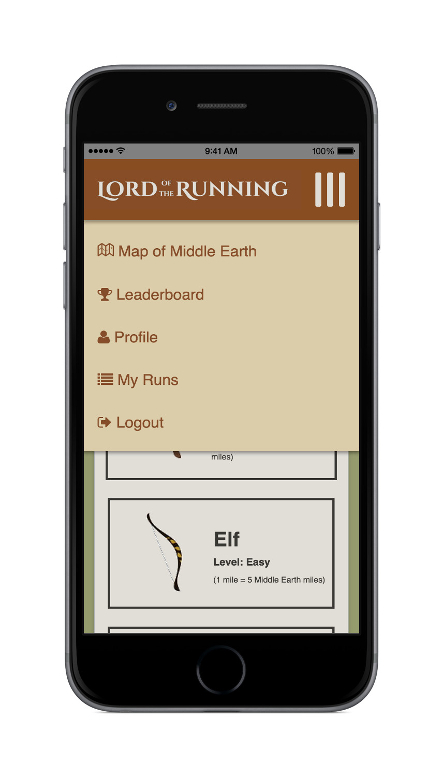 9:41 AM
100%
LORD OF THE RUNNING
Map of Middle Earth
Leaderboard
Profile
My Runs
Logout
miles)
Elf
Level: Easy
(1 mile = 5 Middle Earth miles)